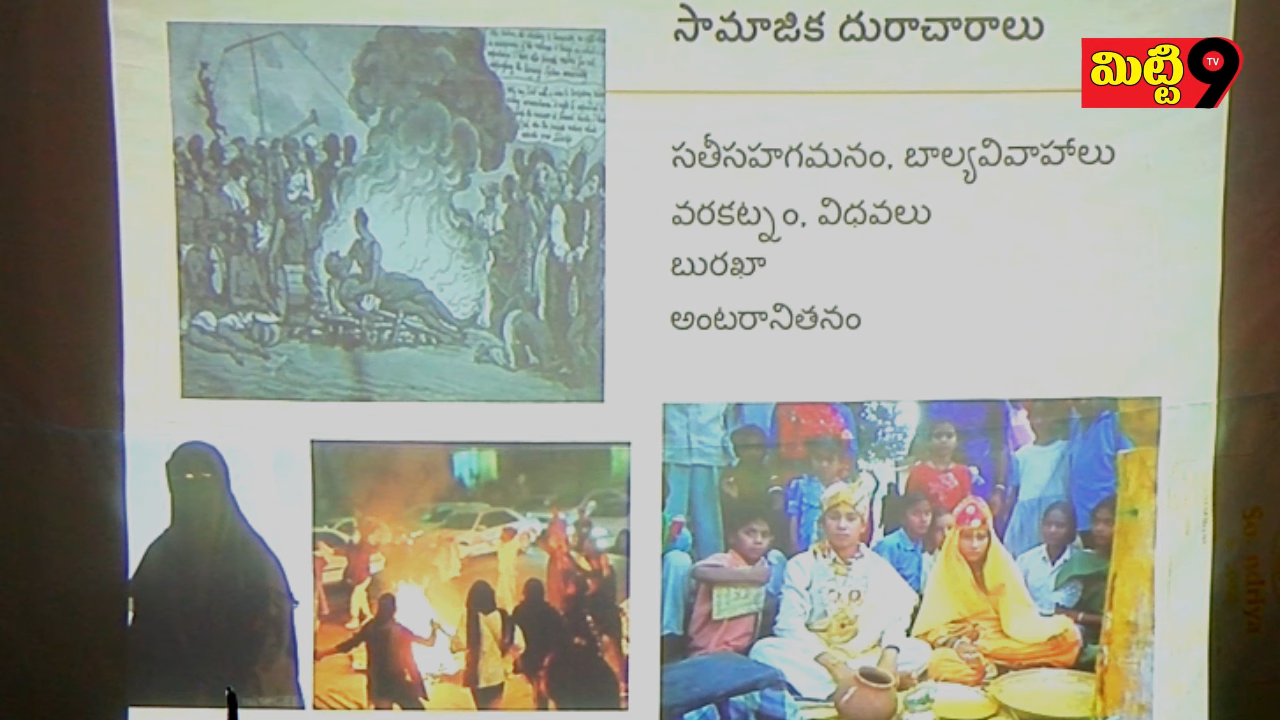 సామాజిక దురాచారాలు
మిట్టి 9 TV
సతీసహగమనం, బాల్యవివాహాలు
వరకట్నం, విధవలు
బురఖా
అంటరానితనం